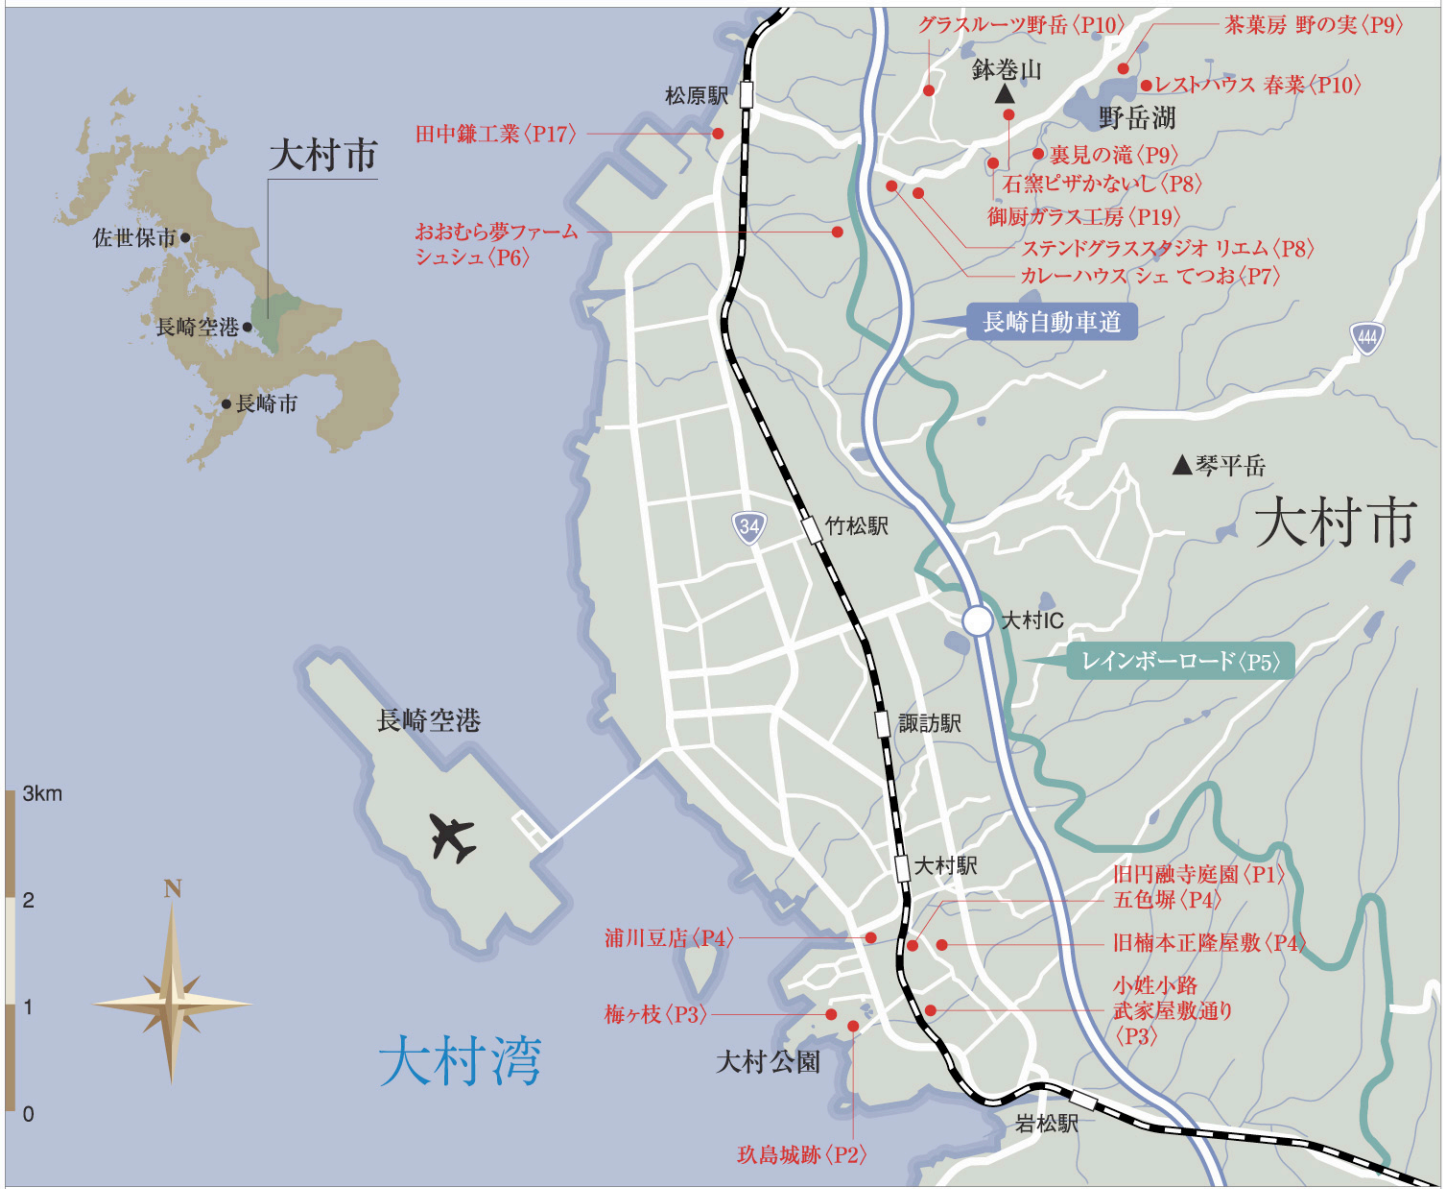 グラスルーツ野岳〈P10〉
茶菓房 野の実〈P9〉
鉢巻山
レストハウス 春菜〈P10〉
松原駅
野岳湖
田中鎌工業〈P17〉
大村市
裏見の滝〈P9〉
石窯ピザかないし〈P8〉
御厨ガラス工房〈P19〉
おおむら夢ファーム
シュシュ〈P6〉
佐世保市
ステンドグラススタジオ リエム〈P8〉
カレーハウス シェ てつお〈P7〉
長崎空港
長崎自動車道
444
長崎市
琴平岳
大村市
34
竹松駅
大村IC
レインボーロード〈P5〉
長崎空港
諏訪駅
3km
2
1
0
大村駅
旧円融寺庭園〈P1〉
五色塀〈P4〉
N
浦川豆店〈P4〉
旧楠本正隆屋敷〈P4〉
小姓小路
武家屋敷通り
〈P3〉
梅ヶ枝〈P3〉
大村湾
大村公園
岩松駅
玖島城跡〈P2〉